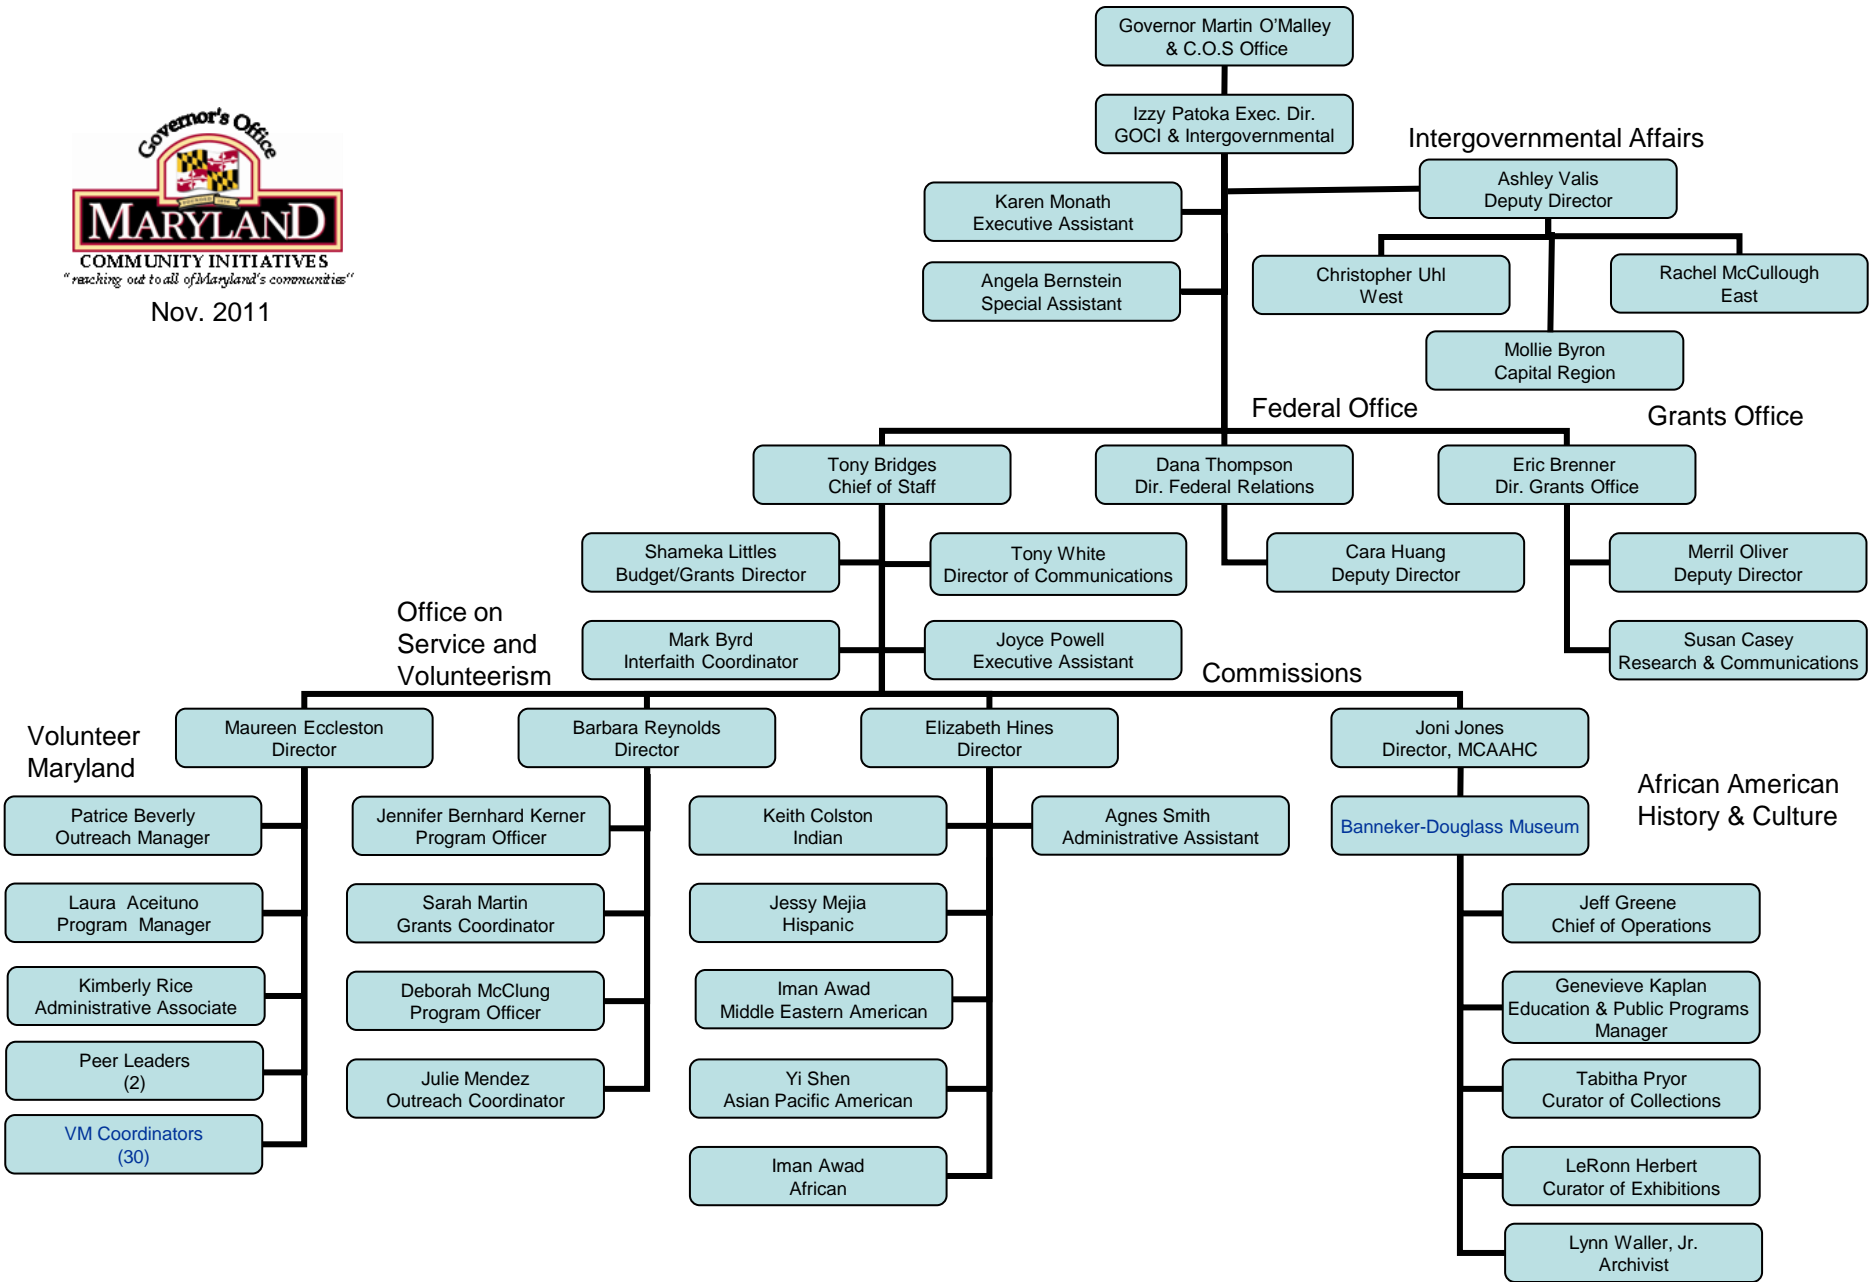 Governor Martin O'Malley
& C.O.S Office
Governor's Office
MARYLAND
COMMUNITY INITIATIVES
"reaching out to all of Maryland's communities"
Nov. 2011
Izzy Patoka Exec. Dir.
GOCI & Intergovernmental
Intergovernmental Affairs
Ashley Valis
Deputy Director
Karen Monath
Executive Assistant
Angela Bernstein
Special Assistant
Christopher Uhl
West
Rachel McCullough
East
Mollie Byron
Capital Region
Federal Office
Grants Office
Tony Bridges
Chief of Staff
Dana Thompson
Dir. Federal Relations
Eric Brenner
Dir. Grants Office
Shameka Littles
Budget/Grants Director
Tony White
Director of Communications
Cara Huang
Deputy Director
Merril Oliver
Deputy Director
Mark Byrd
Interfaith Coordinator
Joyce Powell
Executive Assistant
Susan Casey
Research & Communications
Office on
Service and
Volunteerism
Commissions
Volunteer
Maryland
Maureen Eccleston
Director
Barbara Reynolds
Director
Elizabeth Hines
Director
Joni Jones
Director, MCAAHC
African American
History & Culture
Patrice Beverly
Outreach Manager
Laura Aceituno
Program Manager
Kimberly Rice
Administrative Associate
Peer Leaders
(2)
VM Coordinators
(30)
Jennifer Bernhard Kerner
Program Officer
Sarah Martin
Grants Coordinator
Deborah McClung
Program Officer
Julie Mendez
Outreach Coordinator
Keith Colston
Indian
Agnes Smith
Administrative Assistant
Jessy Mejia
Hispanic
Iman Awad
Middle Eastern American
Yi Shen
Asian Pacific American
Iman Awad
African
Banneker-Douglass Museum
Jeff Greene
Chief of Operations
Genevieve Kaplan
Education & Public Programs
Manager
Tabitha Pryor
Curator of Collections
LeRonn Herbert
Curator of Exhibitions
Lynn Waller, Jr.
Archivist